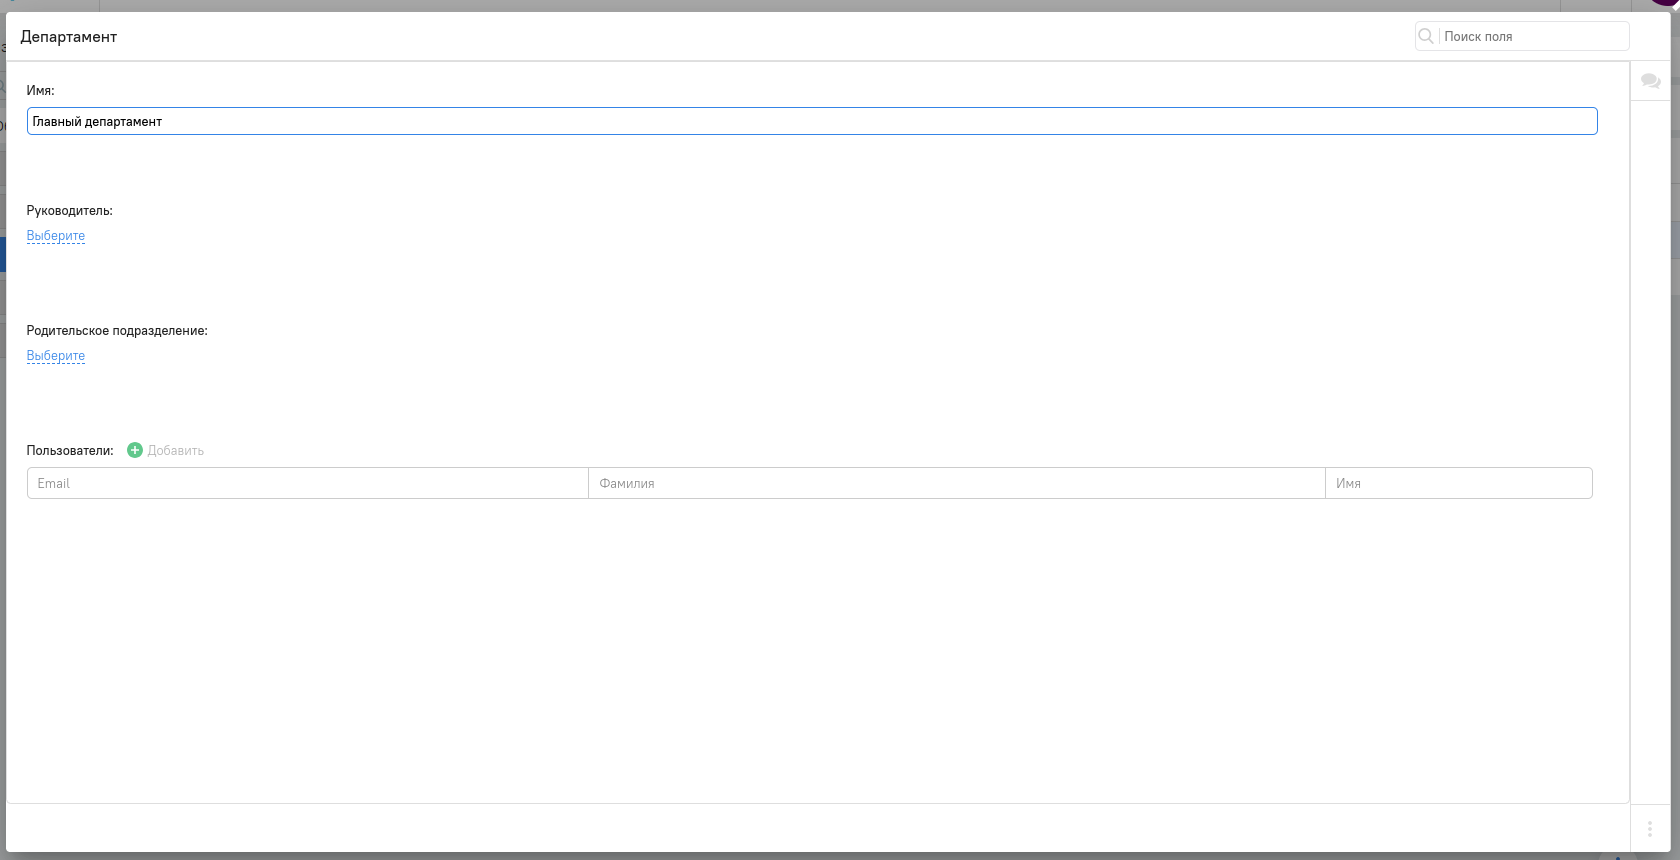 Департамент
Поиск поля
Имя:
Главный департамент
Руководитель:
Выберите
Родительское подразделение:
Выберите
Пользователи: Добавить
Email Фамилия Имя